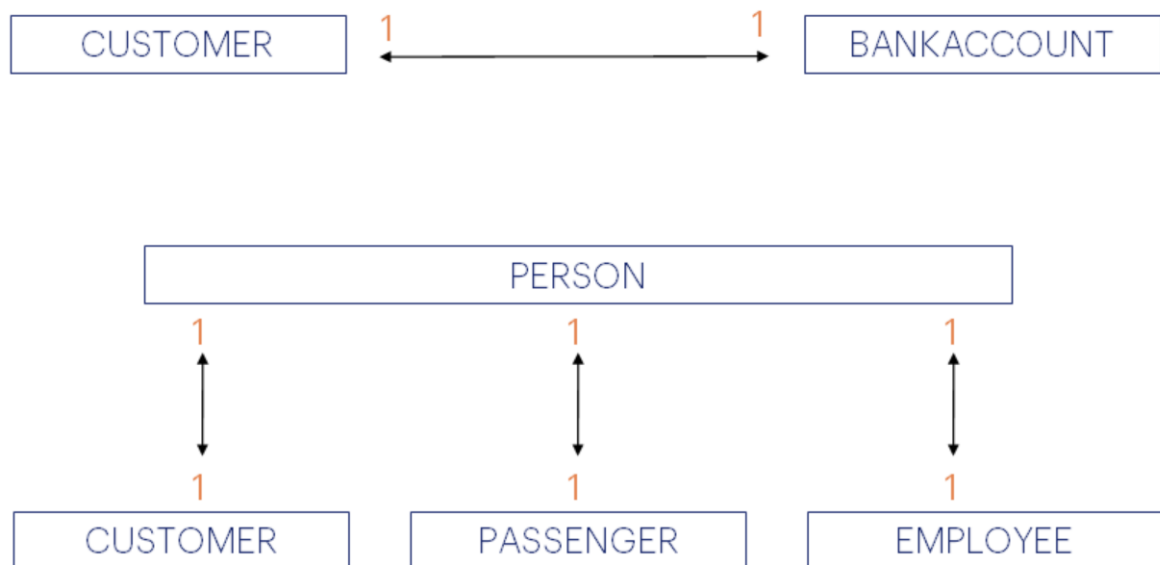 CUSTOMER 1 1 BANKACCOUNT
PERSON
1 1 1
1 1 1
CUSTOMER PASSENGER EMPLOYEE